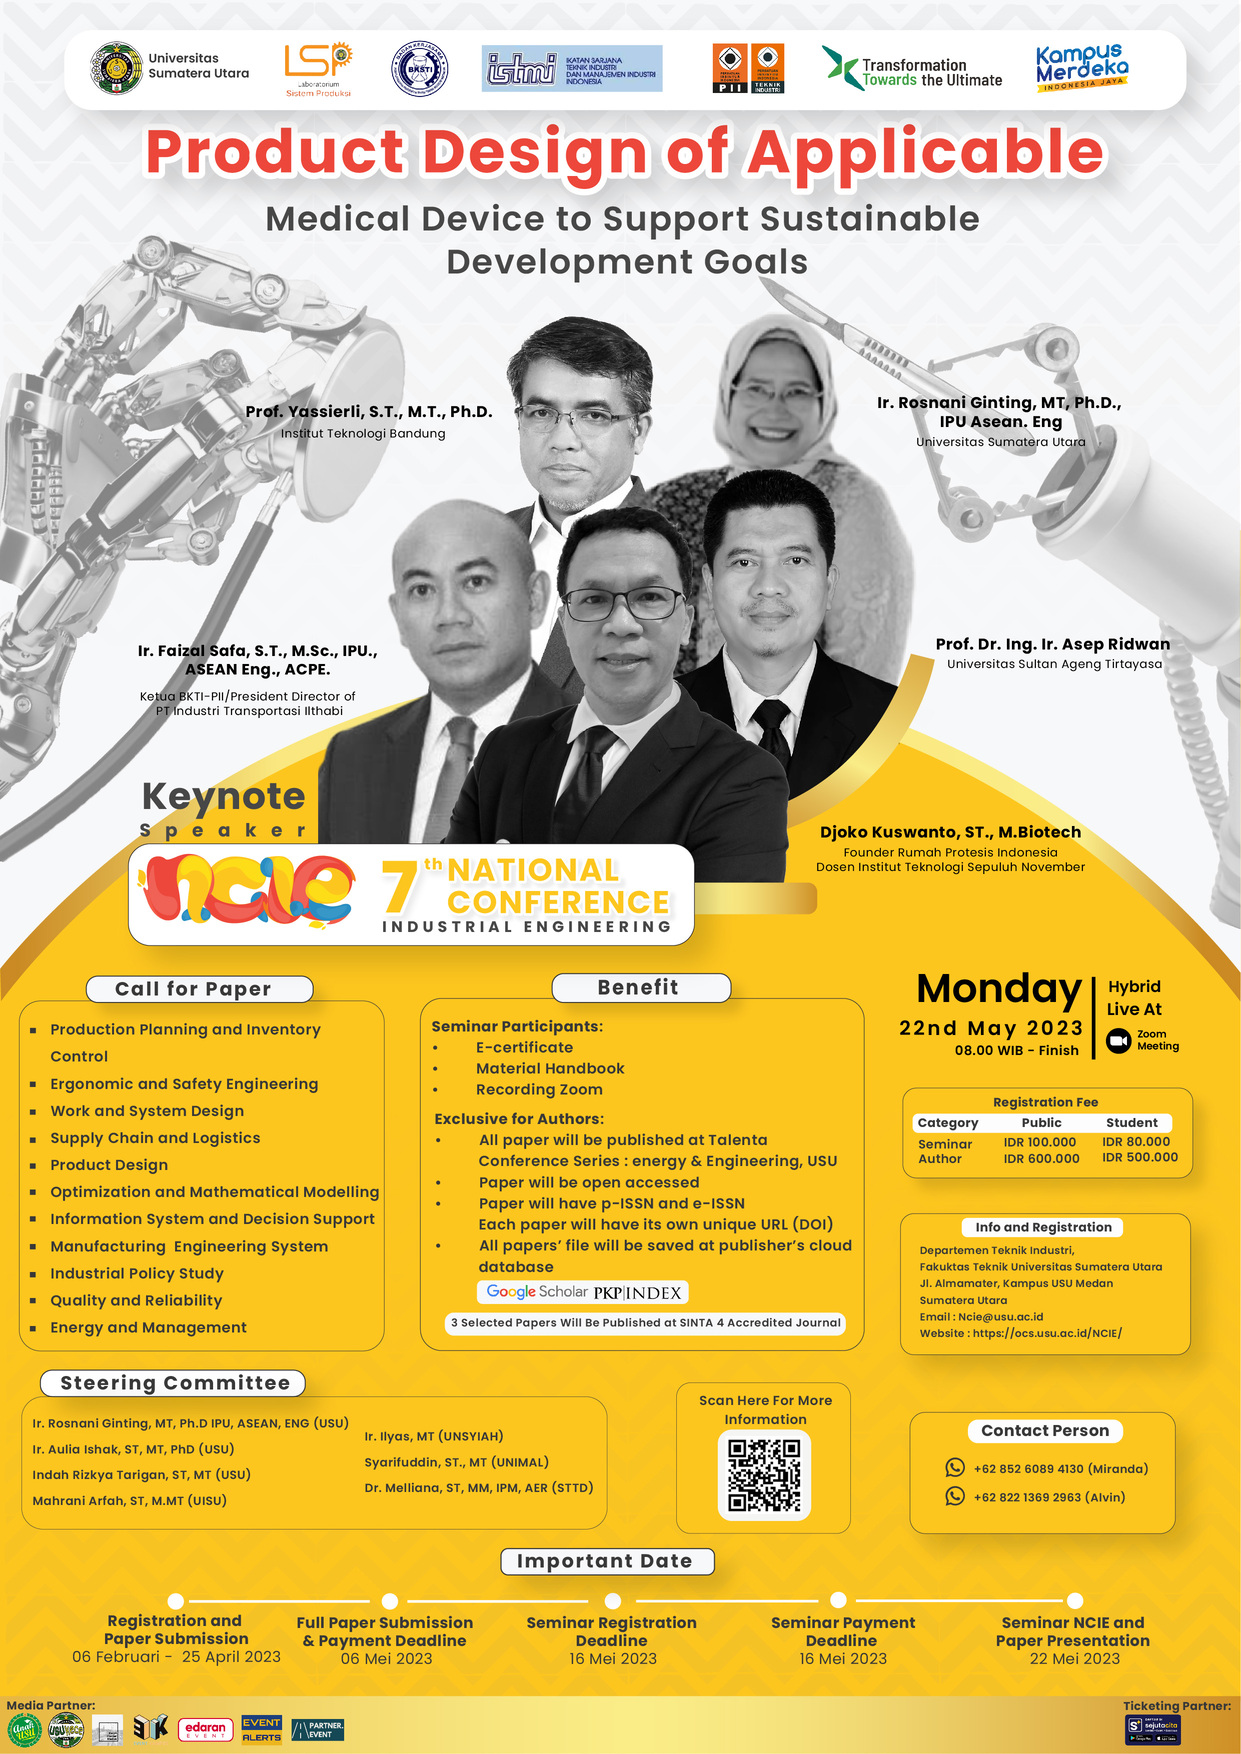 Universitas
Sumatera Utara
LSP
Laboratorium
Sistem Produksi
BKSTI
istmi
IKATAN SARJANA
TEKNIK INDUSTRI
DAN MANAJEMEN INDUSTRI
INDONESIA
PII
TEKNIK
INDUSTRI
Transformation
Towards the Ultimate
Kampus
Merdeka
INDONESIA JAYA
Product Design of Applicable
Medical Device to Support Sustainable
Development Goals
Prof. Yassierli, S.T., M.T., Ph.D.
Institut Teknologi Bandung
Ir. Rosnani Ginting, MT, Ph.D.,
IPU Asean. Eng
Universitas Sumatera Utara
Ir. Faizal Safa, S.T., M.Sc., IPU.,
ASEAN Eng., ACPE.
Ketua BKTI-PII/President Director of
PT Industri Transportasi Ilthabi
Prof. Dr. Ing. Ir. Asep Ridwan
Universitas Sultan Ageng Tirtayasa
Keynote
Speaker
Djoko Kuswanto, ST., M.Biotech
Founder Rumah Protesis Indonesia
Dosen Institut Teknologi Sepuluh November
ncie
7th NATIONAL
CONFERENCE
INDUSTRIAL ENGINEERING
Call for Paper
▪ Production Planning and Inventory
Control
▪ Ergonomic and Safety Engineering
▪ Work and System Design
▪ Supply Chain and Logistics
▪ Product Design
▪ Optimization and Mathematical Modelling
▪ Information System and Decision Support
▪ Manufacturing Engineering System
▪ Industrial Policy Study
▪ Quality and Reliability
▪ Energy and Management
Benefit
Seminar Participants:
• E-certificate
• Material Handbook
• Recording Zoom
Exclusive for Authors:
• All paper will be published at Talenta
Conference Series : energy & Engineering, USU
• Paper will be open accessed
• Paper will have p-ISSN and e-ISSN
Each paper will have its own unique URL (DOI)
• All papers' file will be saved at publisher's cloud
database
Google Scholar PKP|INDEX
3 Selected Papers Will Be Published at SINTA 4 Accredited Journal
Monday
22nd May 2023
08.00 WIB - Finish
Hybrid
Live At
Zoom
Meeting
Registration Fee
Category Public Student
Seminar IDR 100.000 IDR 80.000
Author IDR 600.000 IDR 500.000
Info and Registration
Departemen Teknik Industri,
Fakuktas Teknik Universitas Sumatera Utara
Jl. Almamater, Kampus USU Medan
Sumatera Utara
Email : Ncie@usu.ac.id
Website : https://ocs.usu.ac.id/NCIE/
Steering Committee
Ir. Rosnani Ginting, MT, Ph.D IPU, ASEAN, ENG (USU)
Ir. Aulia Ishak, ST, MT, PhD (USU)
Indah Rizkya Tarigan, ST, MT (USU)
Mahrani Arfah, ST, M.MT (UISU)
Ir. Ilyas, MT (UNSYIAH)
Syarifuddin, ST., MT (UNIMAL)
Dr. Melliana, ST, MM, IPM, AER (STTD)
Scan Here For More
Information
Contact Person
+62 852 6089 4130 (Miranda)
+62 822 1369 2963 (Alvin)
Important Date
Registration and
Paper Submission
06 Februari - 25 April 2023
Full Paper Submission
& Payment Deadline
06 Mei 2023
Seminar Registration
Deadline
16 Mei 2023
Seminar Payment
Deadline
16 Mei 2023
Seminar NCIE and
Paper Presentation
22 Mei 2023
Media Partner:
Anak
USU
edaran
EVENT
EVENT
ALERTS
PARTNER.
EVENT
Ticketing Partner:
sejutacita